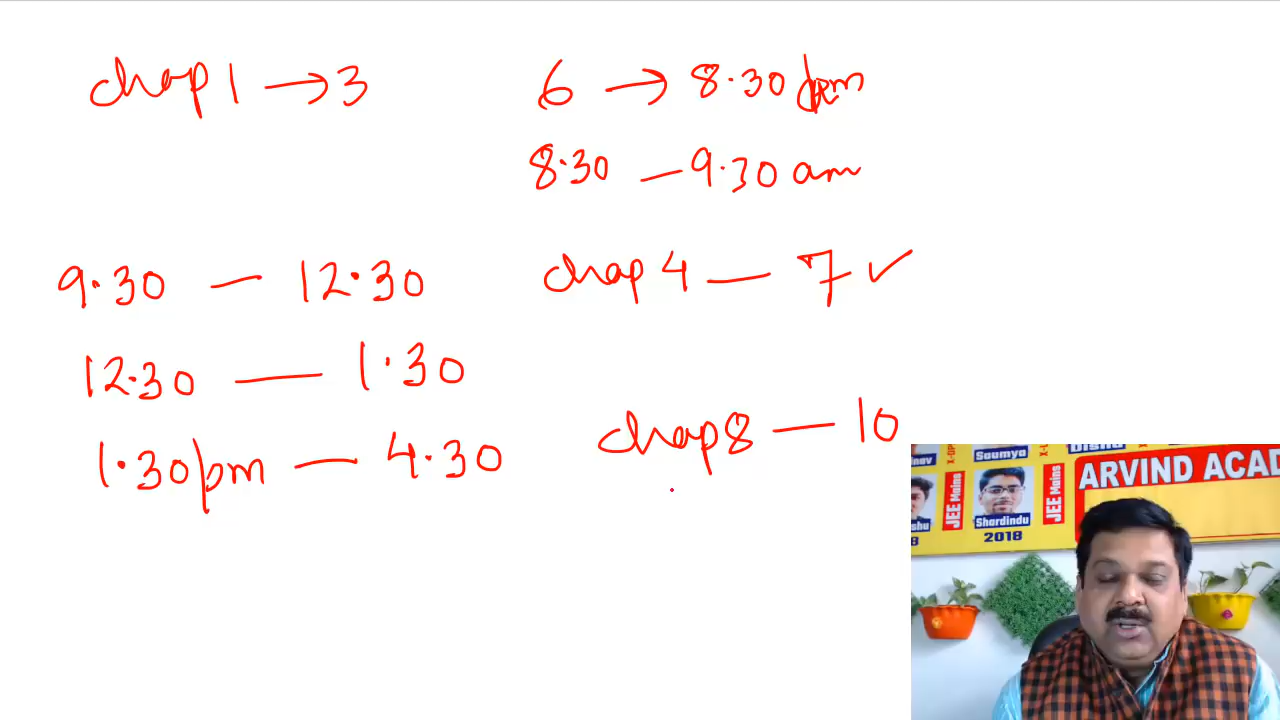 chap 1 → 3
6 → 8.30
8.30 — 9.30 am
9.30 — 12.30
chap 4 — 7 ✓
12.30 — 1.30
chap 8 — 10
1.30 pm — 4.30
Saumya
ARVIND ACAD
JEE Mains
Shardindu
JEE Mains
2018